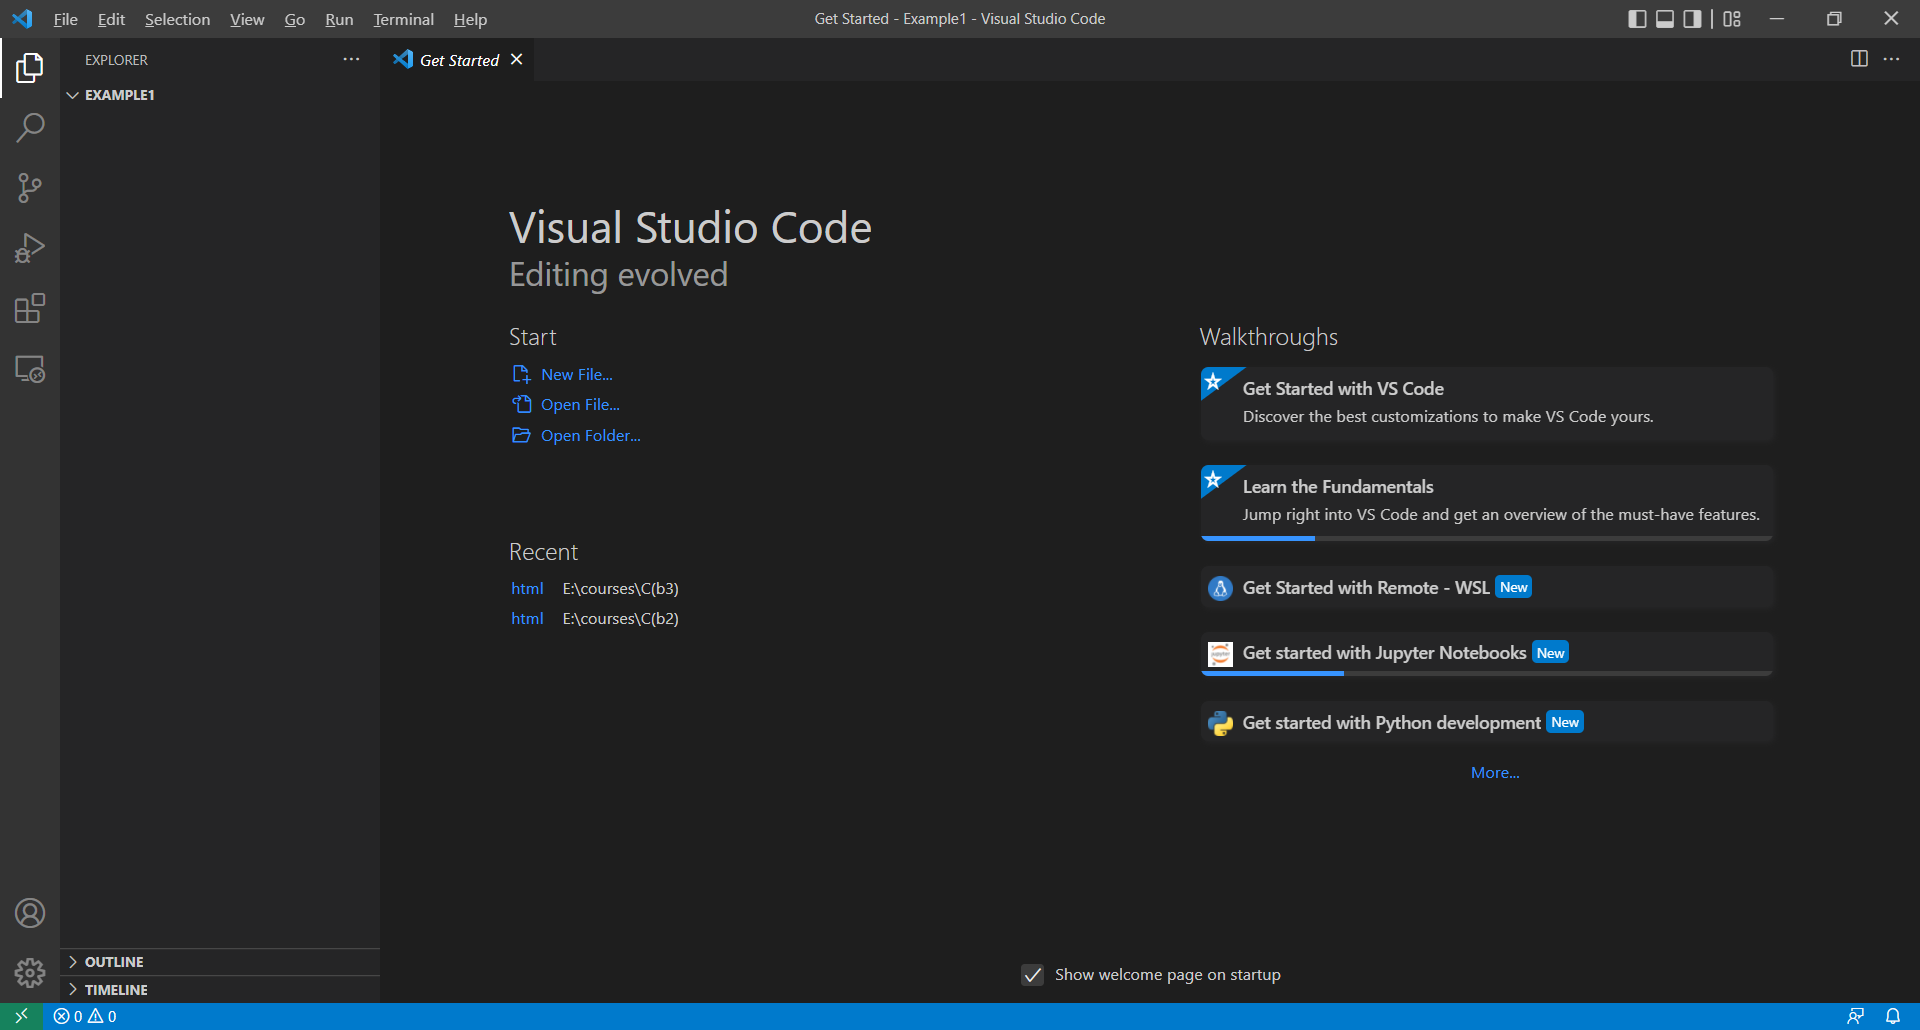 File Edit Selection View Go Run Terminal Help
Get Started - Example1 - Visual Studio Code
EXPLORER
Get Started
EXAMPLE1
Visual Studio Code
Editing evolved
Start
New File...
Open File...
Open Folder...
Recent
html E:\courses\C(b3)
html E:\courses\C(b2)
Walkthroughs
Get Started with VS Code
Discover the best customizations to make VS Code yours.
Learn the Fundamentals
Jump right into VS Code and get an overview of the must-have features.
Get Started with Remote - WSL New
Get started with Jupyter Notebooks New
Get started with Python development New
More...
OUTLINE
TIMELINE
Show welcome page on startup
0 0